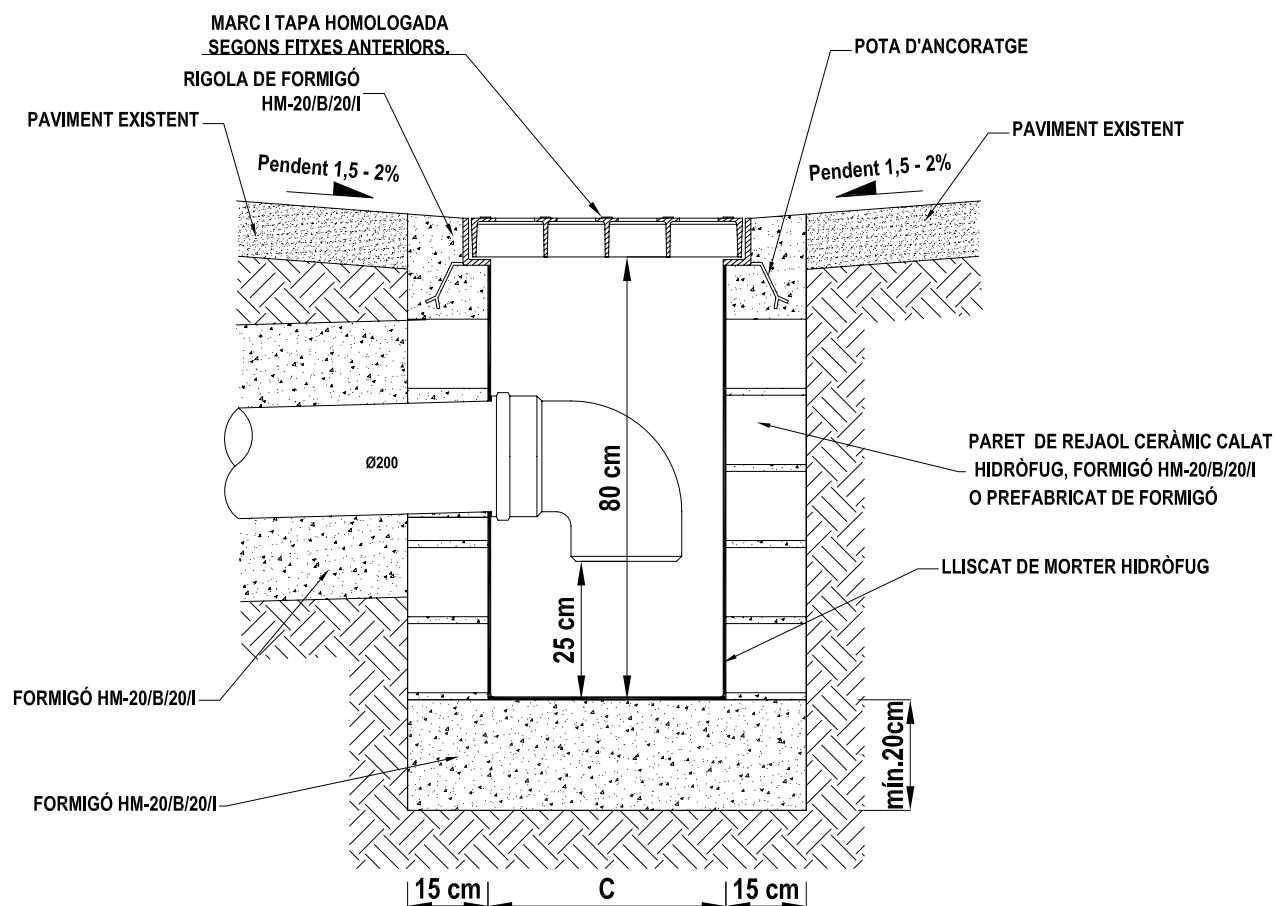 MARC I TAPA HOMOLOGADA
SEGONS FITXES ANTERIORS.
POTA D'ANCORATGE
RIGOLA DE FORMIGÓ
HM-20/B/20/I
PAVIMENT EXISTENT
PAVIMENT EXISTENT
Pendent 1,5 - 2%
Pendent 1,5 - 2%
Ø200
80 cm
PARET DE REJAOL CERÀMIC CALAT
HIDRÒFUG, FORMIGÓ HM-20/B/20/I
O PREFABRICAT DE FORMIGÓ
LLISCAT DE MORTER HIDRÒFUG
25 cm
FORMIGÓ HM-20/B/20/I
mín.20cm
FORMIGÓ HM-20/B/20/I
15 cm
C
15 cm